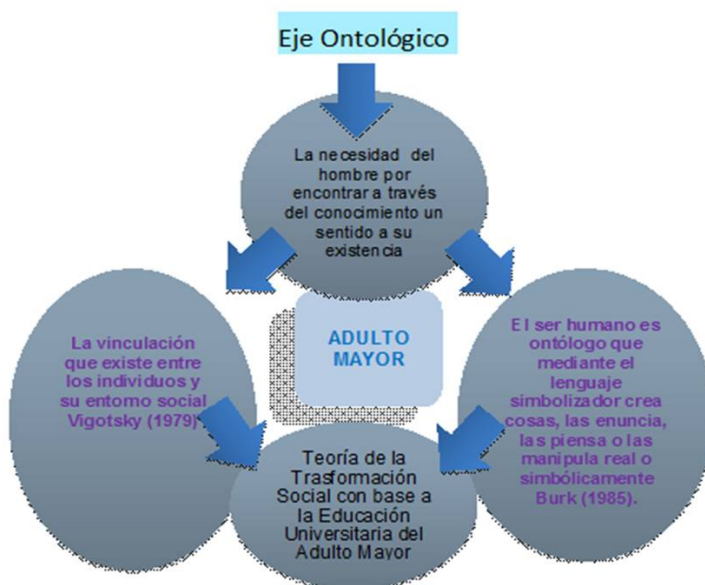 Eje Ontológico
La necesidad del
hombre por
encontrar a través
del conocimiento un
sentido a su
existencia
La vinculación
que existe entre
los individuos y
su entorno social
Vigotsky (1979)
ADULTO
MAYOR
El ser humano es
ontólogo que
mediante el
lenguaje
simbolizador crea
cosas, las enuncia,
las piensa o las
manipula real o
simbólicamente
Burk (1985).
Teoría de la
Trasformación
Social con base a
la Educación
Universitaria del
Adulto Mayor